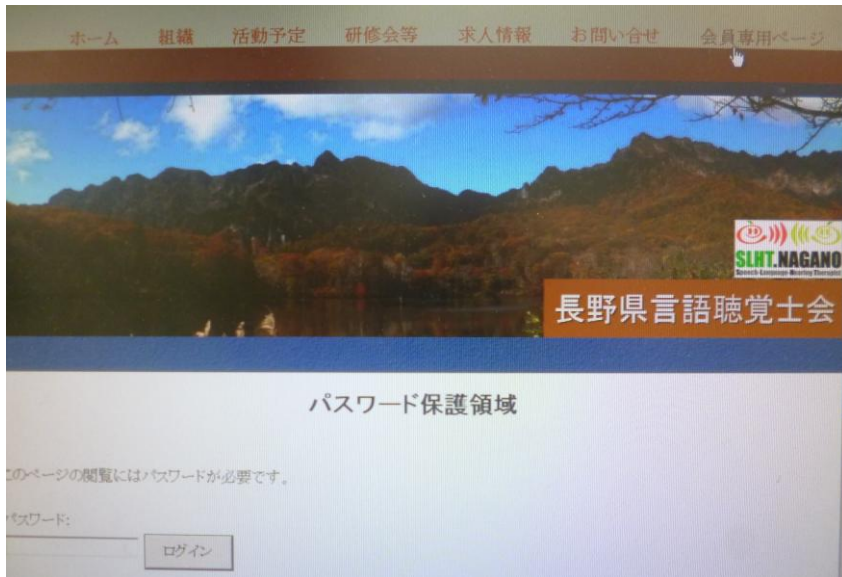 ホーム 組織 活動予定 研修会等 求人情報 お問い合せ 会員専用ページ
SLHT.NAGANO
Speech-Language-Hearing Therapist
長野県言語聴覚士会
パスワード保護領域
このページの閲覧にはパスワードが必要です。
パスワード:
ログイン